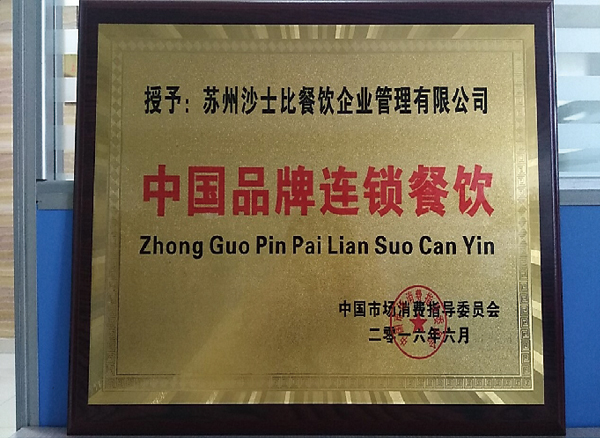 授予：苏州沙士比餐饮企业管理有限公司
中国品牌连锁餐饮
Zhong Guo Pin Pai Lian Suo Can Yin
中国市场消费指导委员会
二零一六年六月